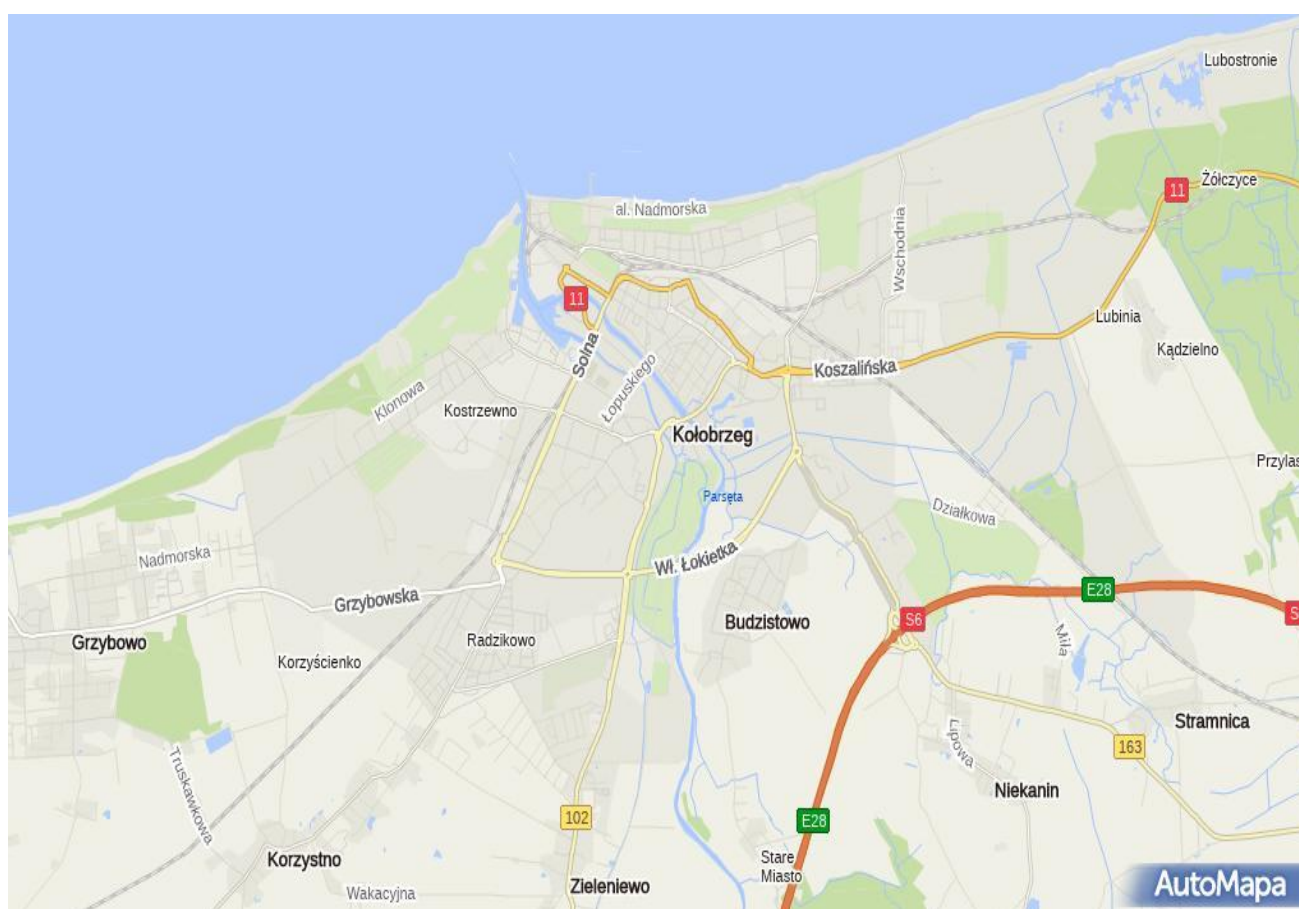 Lubostronie
Żółczyce
11
al. Nadmorska
Wschodnia
11
Lubinia
Kądzielno
Solna
Koszalińska
Łopuskiego
Klonowa
Kostrzewno
Kołobrzeg
Przylas
Parsęta
Działkowa
Nadmorska
Wł. Łokietka
E28
Grzybowska
S6
S
Budzistowo
Grzybowo
Radzikowo
Miła
Korzyścienko
Stramnica
Lipowa
163
Truskawkowa
Niekanin
102
E28
Korzystno
Stare
Miasto
Zieleniewo
Wakacyjna
AutoMapa